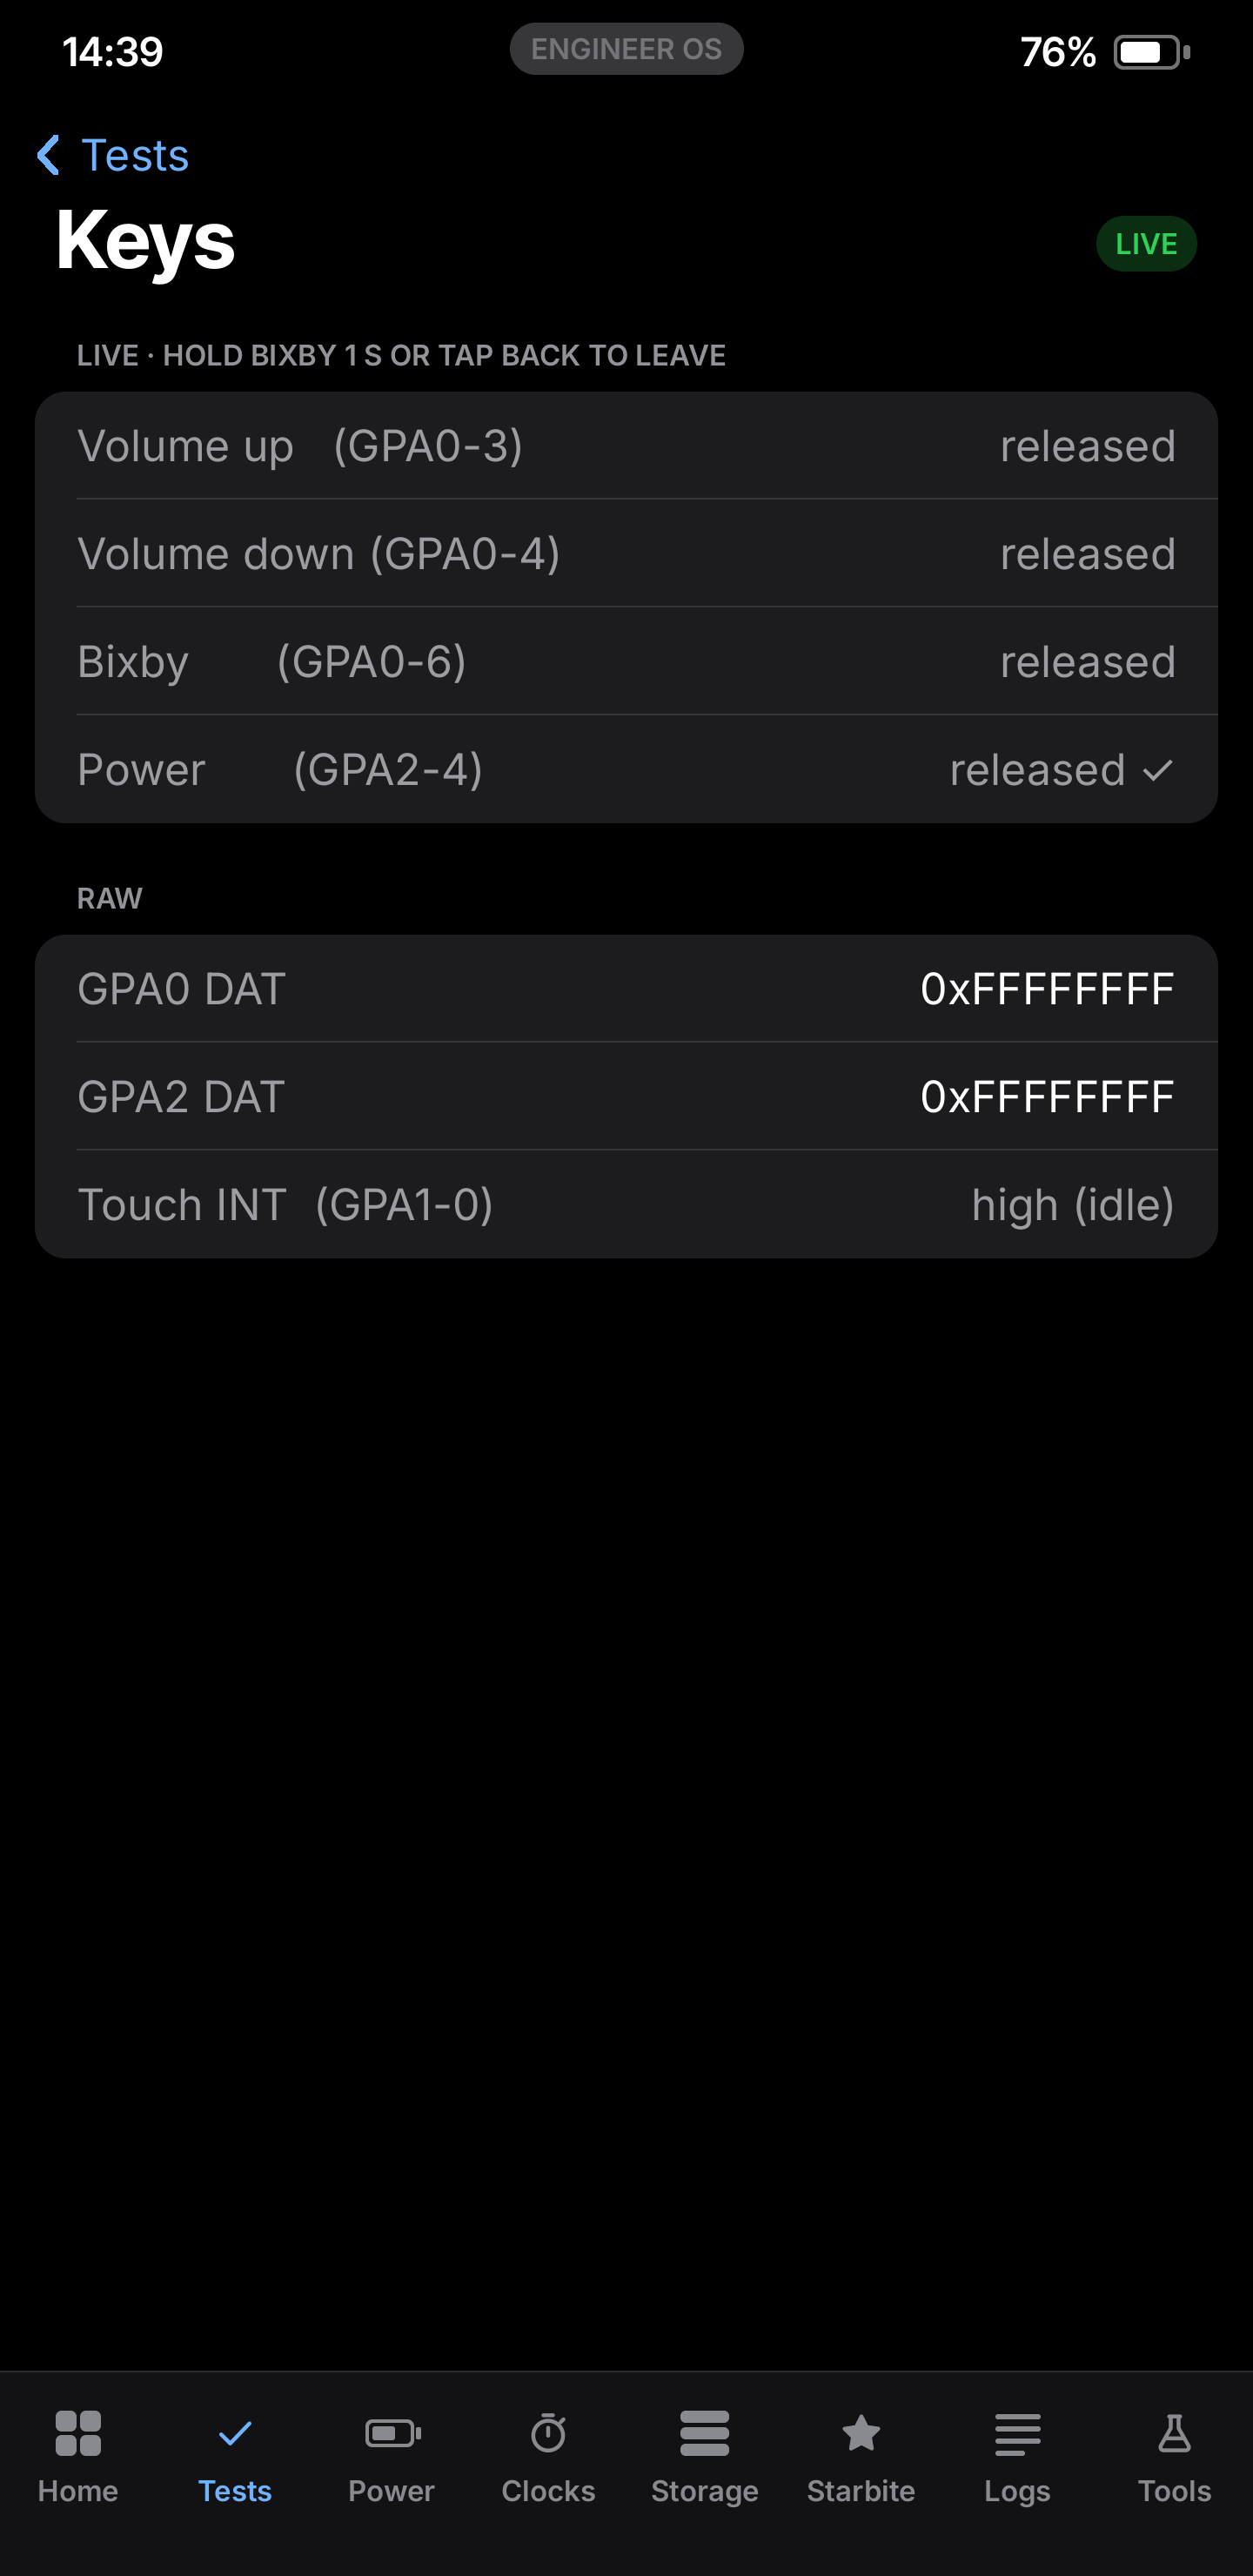 14:39 ENGINEER OS 76%
Tests
Keys LIVE
LIVE · HOLD BIXBY 1 S OR TAP BACK TO LEAVE
Volume up (GPA0-3) released
Volume down (GPA0-4) released
Bixby (GPA0-6) released
Power (GPA2-4) released ✓
RAW
GPA0 DAT 0xFFFFFFFF
GPA2 DAT 0xFFFFFFFF
Touch INT (GPA1-0) high (idle)
Home Tests Power Clocks Storage Starbite Logs Tools